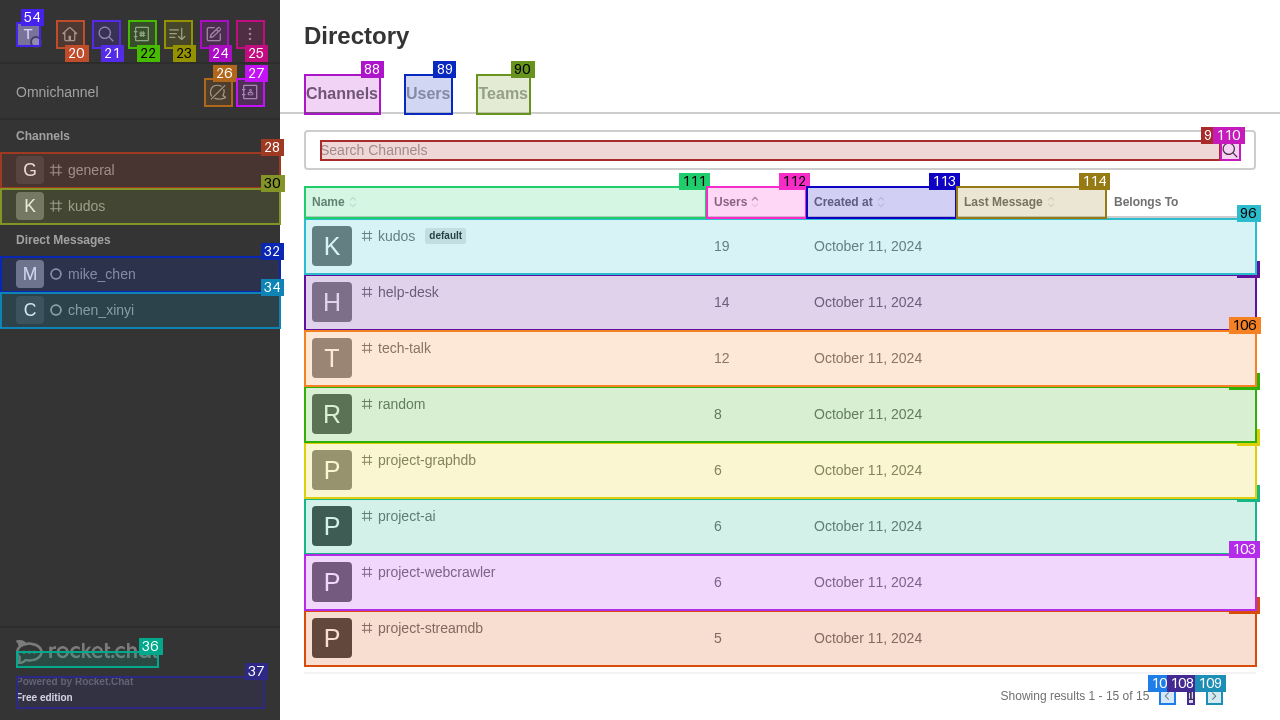 54
T
20
21
22
23
24
25
Omnichannel
26
27
Channels
28
G general
30
K kudos
Direct Messages
32
M mike_chen
34
C chen_xinyi
36
rocket.chat
37
Powered by Rocket.Chat
Free edition
Directory
88
89
90
Channels Users Teams
110
Search Channels
111
112
113
114
Name Users Created at Last Message Belongs To
96
K kudos default 19 October 11, 2024
H help-desk 14 October 11, 2024
106
T tech-talk 12 October 11, 2024
R random 8 October 11, 2024
P project-graphdb 6 October 11, 2024
P project-ai 6 October 11, 2024
103
P project-webcrawler 6 October 11, 2024
P project-streamdb 5 October 11, 2024
108
109
Showing results 1 - 15 of 15